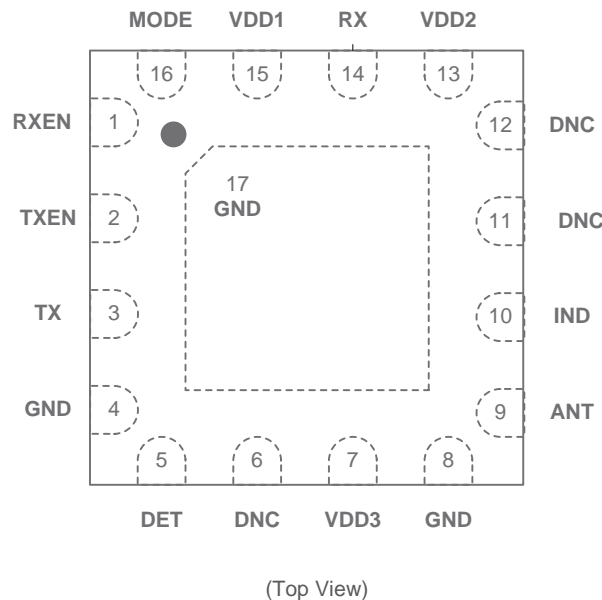 MODE VDD1 RX VDD2
16 15 14 13
RXEN 1 12 DNC
17
GND
TXEN 2 11 DNC
TX 3 10 IND
GND 4 9 ANT
5 6 7 8
DET DNC VDD3 GND
(Top View)